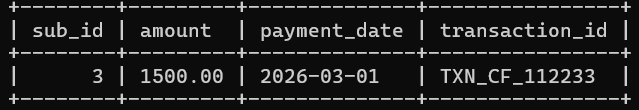 +--------+---------+--------------+----------------+
| sub_id | amount  | payment_date | transaction_id |
+--------+---------+--------------+----------------+
|      3 | 1500.00 | 2026-03-01   | TXN_CF_112233  |
+--------+---------+--------------+----------------+